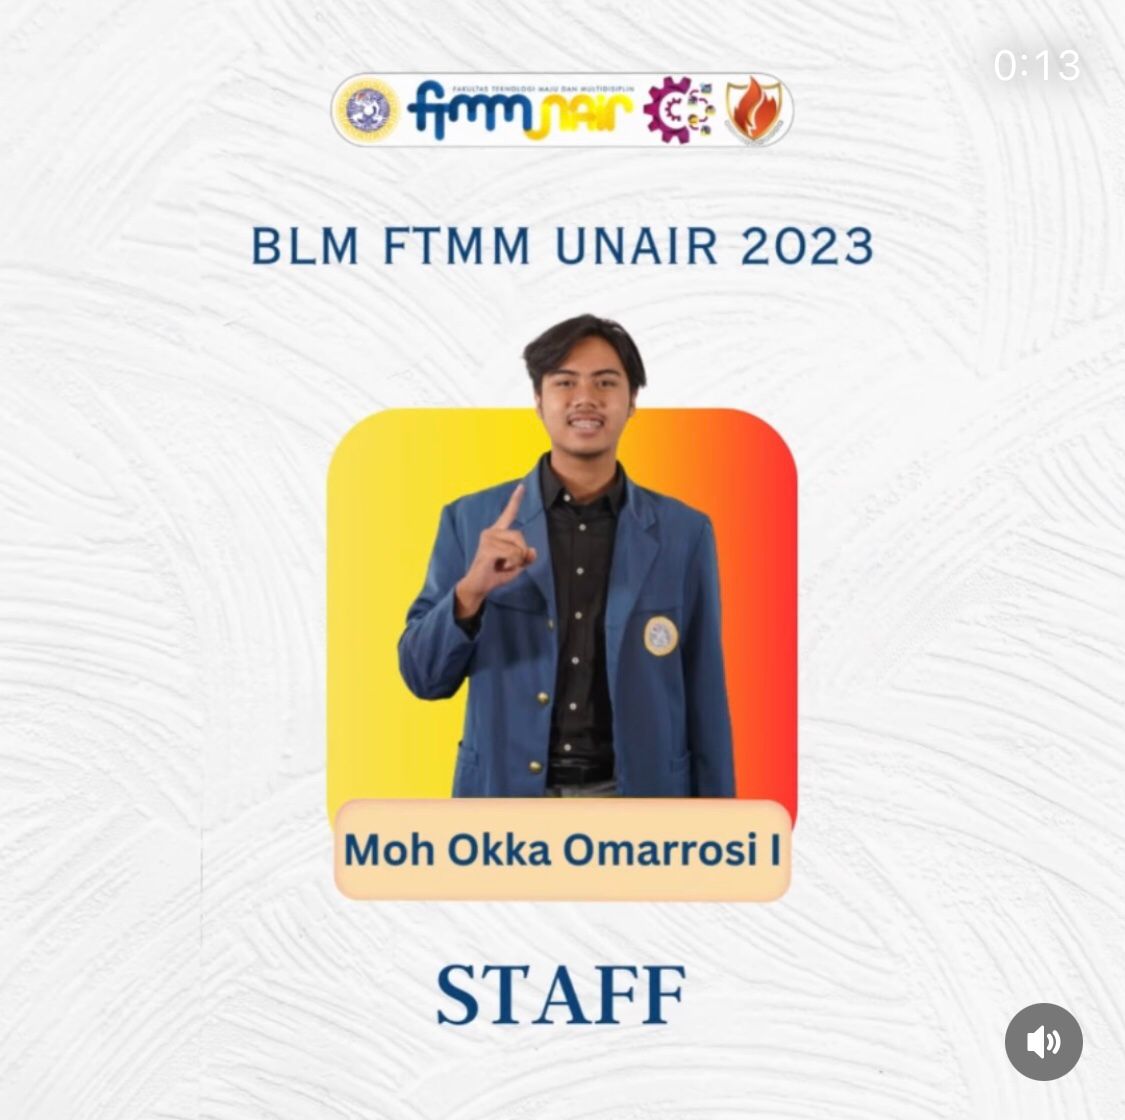 0:13
FAKULTAS TEKNOLOGI MAJU DAN MULTIDISIPLIN
FTMM UNAIR
BLM FTMM UNAIR 2023
Moh Okka Omarrosi I
STAFF